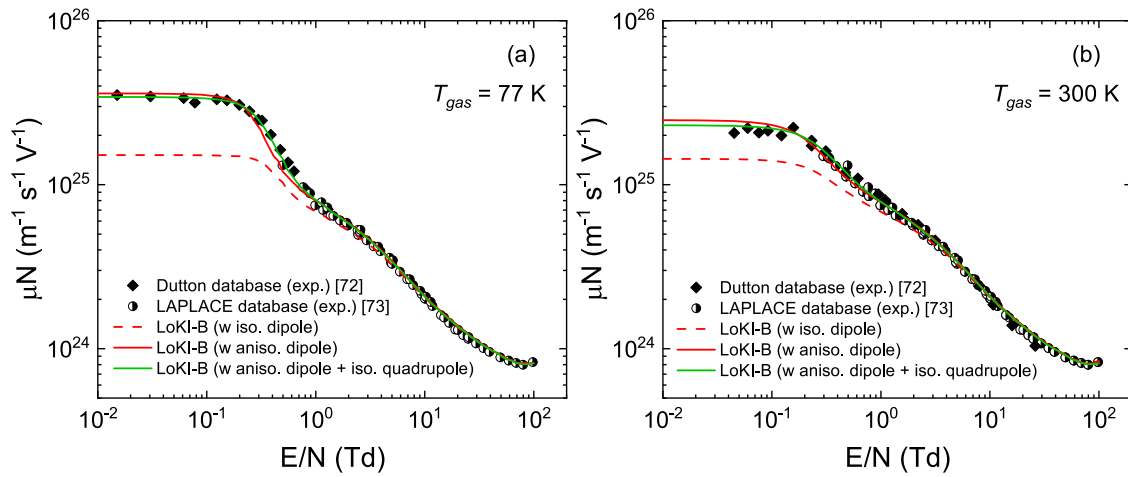 10^26
10^25
10^24
μN (m^-1 s^-1 V^-1)
(a)
T_gas = 77 K
Dutton database (exp.) [72]
LAPLACE database (exp.) [73]
LoKI-B (w iso. dipole)
LoKI-B (w aniso. dipole)
LoKI-B (w aniso. dipole + iso. quadrupole)
10^-2 10^-1 10^0 10^1 10^2
E/N (Td)
10^26
10^25
10^24
μN (m^-1 s^-1 V^-1)
(b)
T_gas = 300 K
Dutton database (exp.) [72]
LAPLACE database (exp.) [73]
LoKI-B (w iso. dipole)
LoKI-B (w aniso. dipole)
LoKI-B (w aniso. dipole + iso. quadrupole)
10^-2 10^-1 10^0 10^1 10^2
E/N (Td)